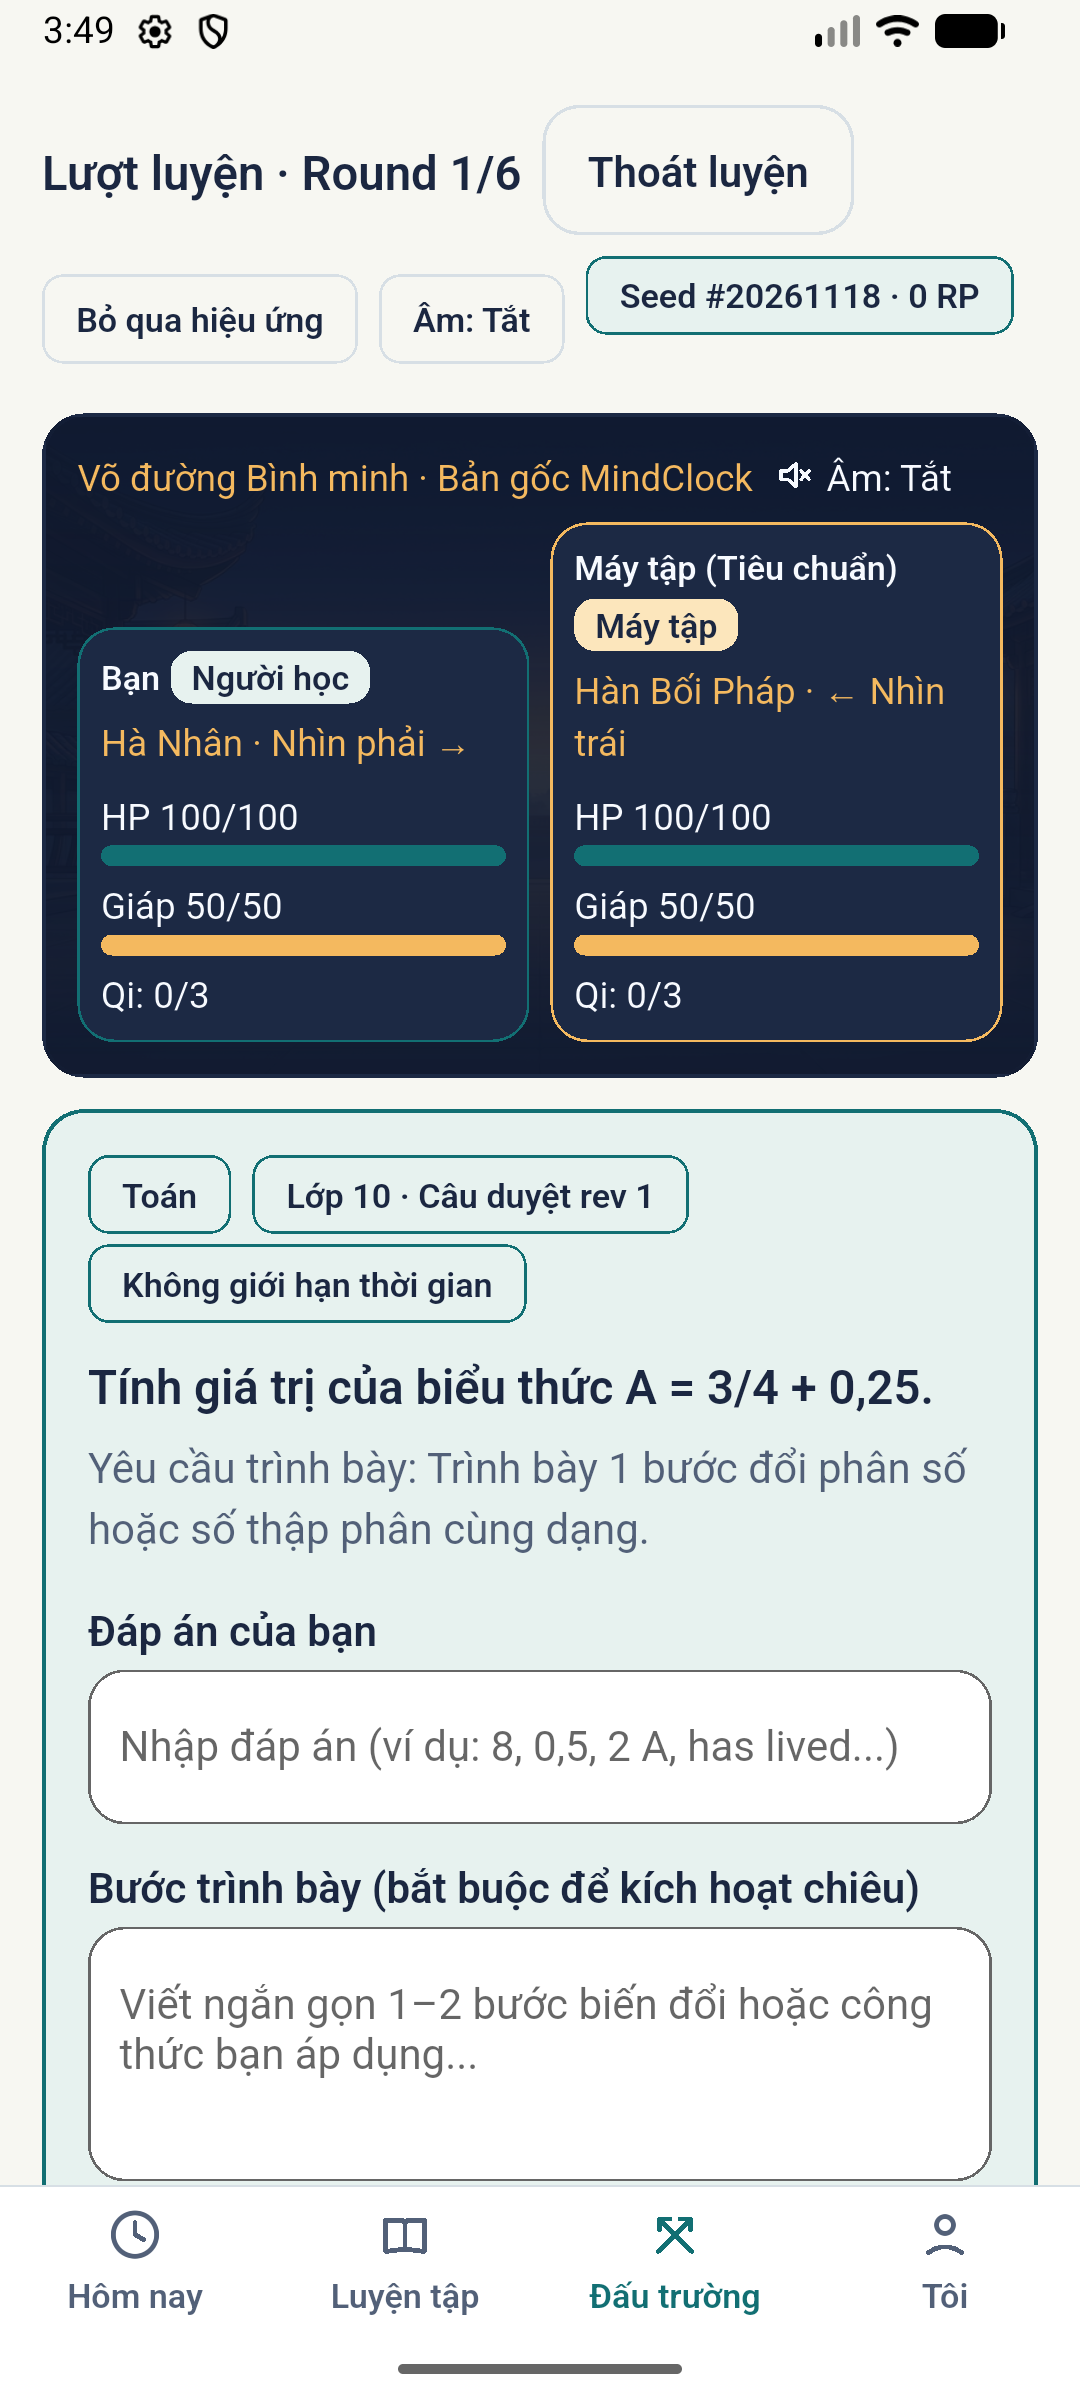 3:49
Lượt luyện · Round 1/6
Thoát luyện
Bỏ qua hiệu ứng
Âm: Tắt
Seed #20261118 · 0 RP
Võ đường Bình minh · Bản gốc MindClock
Âm: Tắt
Bạn
Người học
Hà Nhân · Nhìn phải →
HP 100/100
Giáp 50/50
Qi: 0/3
Máy tập (Tiêu chuẩn)
Máy tập
Hàn Bối Pháp · ← Nhìn
trái
HP 100/100
Giáp 50/50
Qi: 0/3
Toán
Lớp 10 · Câu duyệt rev 1
Không giới hạn thời gian
Tính giá trị của biểu thức A = 3/4 + 0,25.
Yêu cầu trình bày: Trình bày 1 bước đổi phân số
hoặc số thập phân cùng dạng.
Đáp án của bạn
Nhập đáp án (ví dụ: 8, 0,5, 2 A, has lived...)
Bước trình bày (bắt buộc để kích hoạt chiêu)
Viết ngắn gọn 1–2 bước biến đổi hoặc công
thức bạn áp dụng...
Hôm nay
Luyện tập
Đấu trường
Tôi